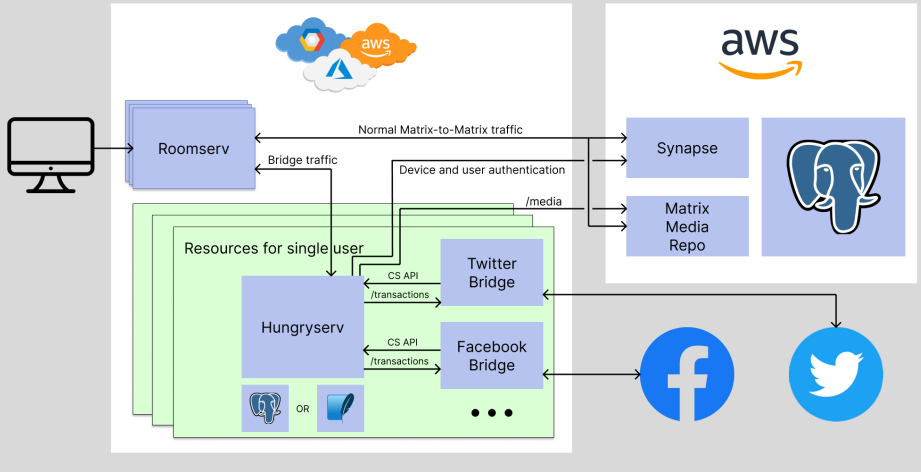 aws
aws
Roomserv
Normal Matrix-to-Matrix traffic
Bridge traffic
Device and user authentication
/media
Synapse
Matrix
Media
Repo
Resources for single user
Hungryserv
CS API
/transactions
Twitter
Bridge
CS API
/transactions
Facebook
Bridge
OR